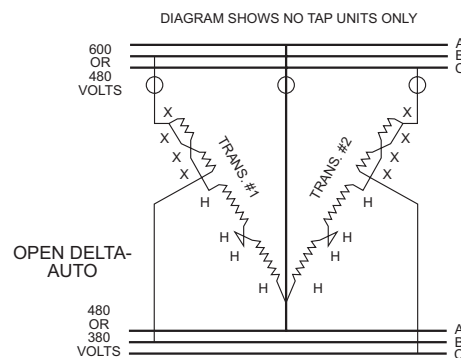 DIAGRAM SHOWS NO TAP UNITS ONLY
600
OR
480
VOLTS
A
B
C
X
X
X
X
X
X
X
X
TRANS. #1
TRANS. #2
H
H
H
H
H
H
H
H
OPEN DELTA-
AUTO
480
OR
380
VOLTS
A
B
C